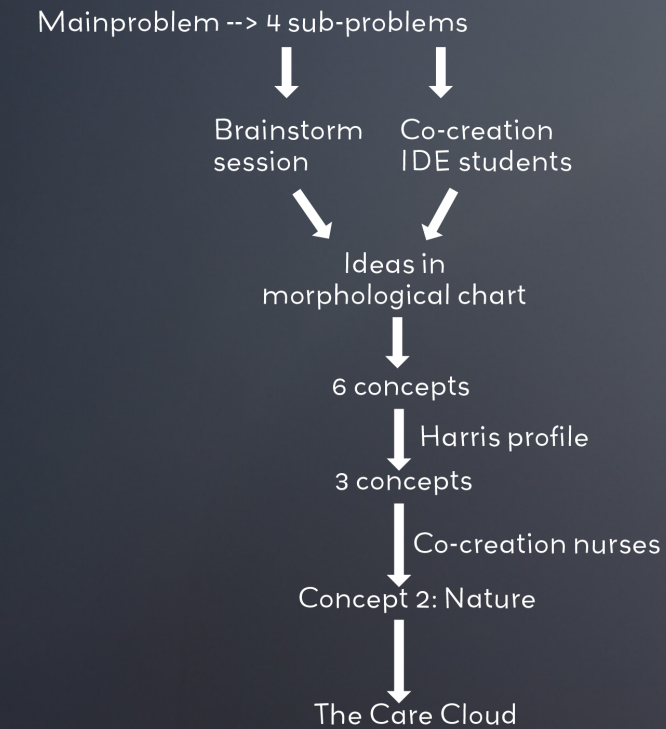 Mainproblem --> 4 sub-problems
Brainstorm
session
Co-creation
IDE students
Ideas in
morphological chart
6 concepts
Harris profile
3 concepts
Co-creation nurses
Concept 2: Nature
The Care Cloud